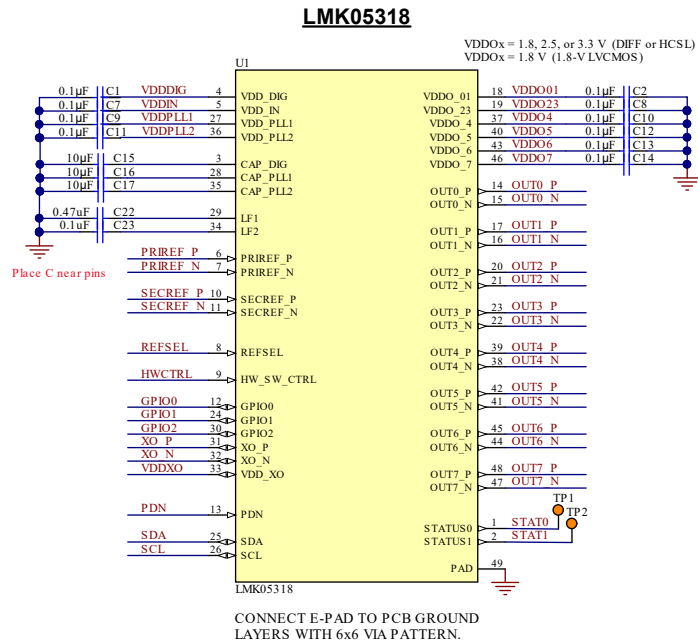 LMK05318
VDDOx = 1.8, 2.5, or 3.3 V (DIFF or HCSL)
VDDOx = 1.8 V (1.8-V LVCMOS)
U1
0.1µF C1 VDDDIG 4 VDD_DIG
0.1µF C7 VDDIN 5 VDD_IN
0.1µF C9 VDDPLL1 27 VDD_PLL1
0.1µF C11 VDDPLL2 36 VDD_PLL2
10µF C15 3 CAP_DIG
10µF C16 28 CAP_PLL1
10µF C17 35 CAP_PLL2
0.47uF C22 29 LF1
0.1uF C23 34 LF2
Place C near pins
PRIREF_P 6 PRIREF_P
PRIREF_N 7 PRIREF_N
SECREF_P 10 SECREF_P
SECREF_N 11 SECREF_N
REFSEL 8 REFSEL
HWCTRL 9 HW_SW_CTRL
GPIO0 12 GPIO0
GPIO1 24 GPIO1
GPIO2 30 GPIO2
XO_P 31 XO_P
XO_N 32 XO_N
VDDXO 33 VDD_XO
PDN 13 PDN
SDA 25 SDA
SCL 26 SCL
VDDO_01 18 VDDO01 0.1µF C2
VDDO_23 19 VDDO23 0.1µF C8
VDDO_4 37 VDDO4 0.1µF C10
VDDO_5 40 VDDO5 0.1µF C12
VDDO_6 43 VDDO6 0.1µF C13
VDDO_7 46 VDDO7 0.1µF C14
OUT0_P 14 OUT0_P
OUT0_N 15 OUT0_N
OUT1_P 17 OUT1_P
OUT1_N 16 OUT1_N
OUT2_P 20 OUT2_P
OUT2_N 21 OUT2_N
OUT3_P 23 OUT3_P
OUT3_N 22 OUT3_N
OUT4_P 39 OUT4_P
OUT4_N 38 OUT4_N
OUT5_P 42 OUT5_P
OUT5_N 41 OUT5_N
OUT6_P 45 OUT6_P
OUT6_N 44 OUT6_N
OUT7_P 48 OUT7_P
OUT7_N 47 OUT7_N
TP1
TP2
STATUS0 1 STAT0
STATUS1 2 STAT1
PAD 49
LMK05318
CONNECT E-PAD TO PCB GROUND
LAYERS WITH 6x6 VIA PATTERN.